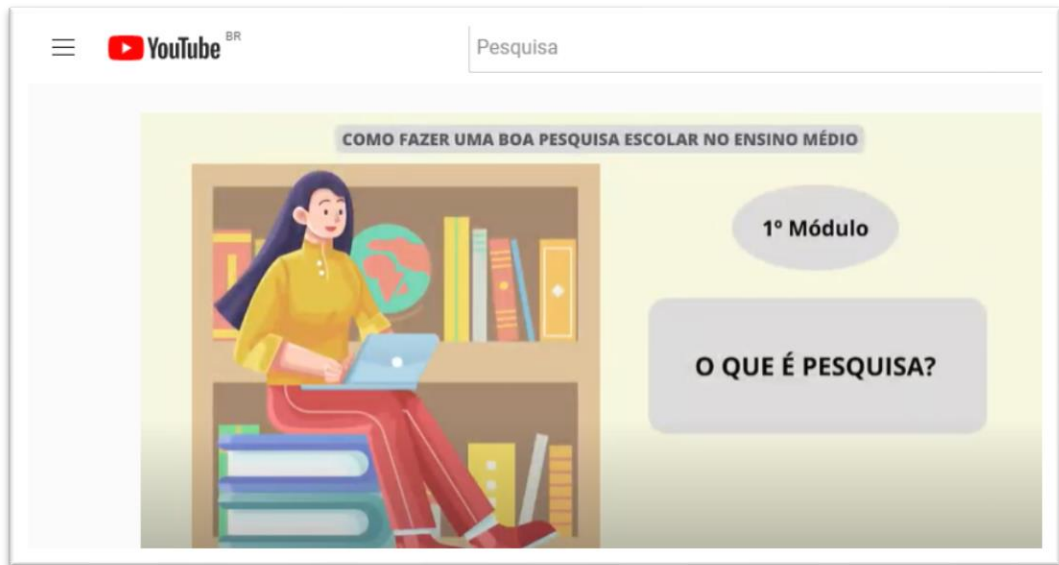 YouTube BR
Pesquisa
COMO FAZER UMA BOA PESQUISA ESCOLAR NO ENSINO MÉDIO
1º Módulo
O QUE É PESQUISA?